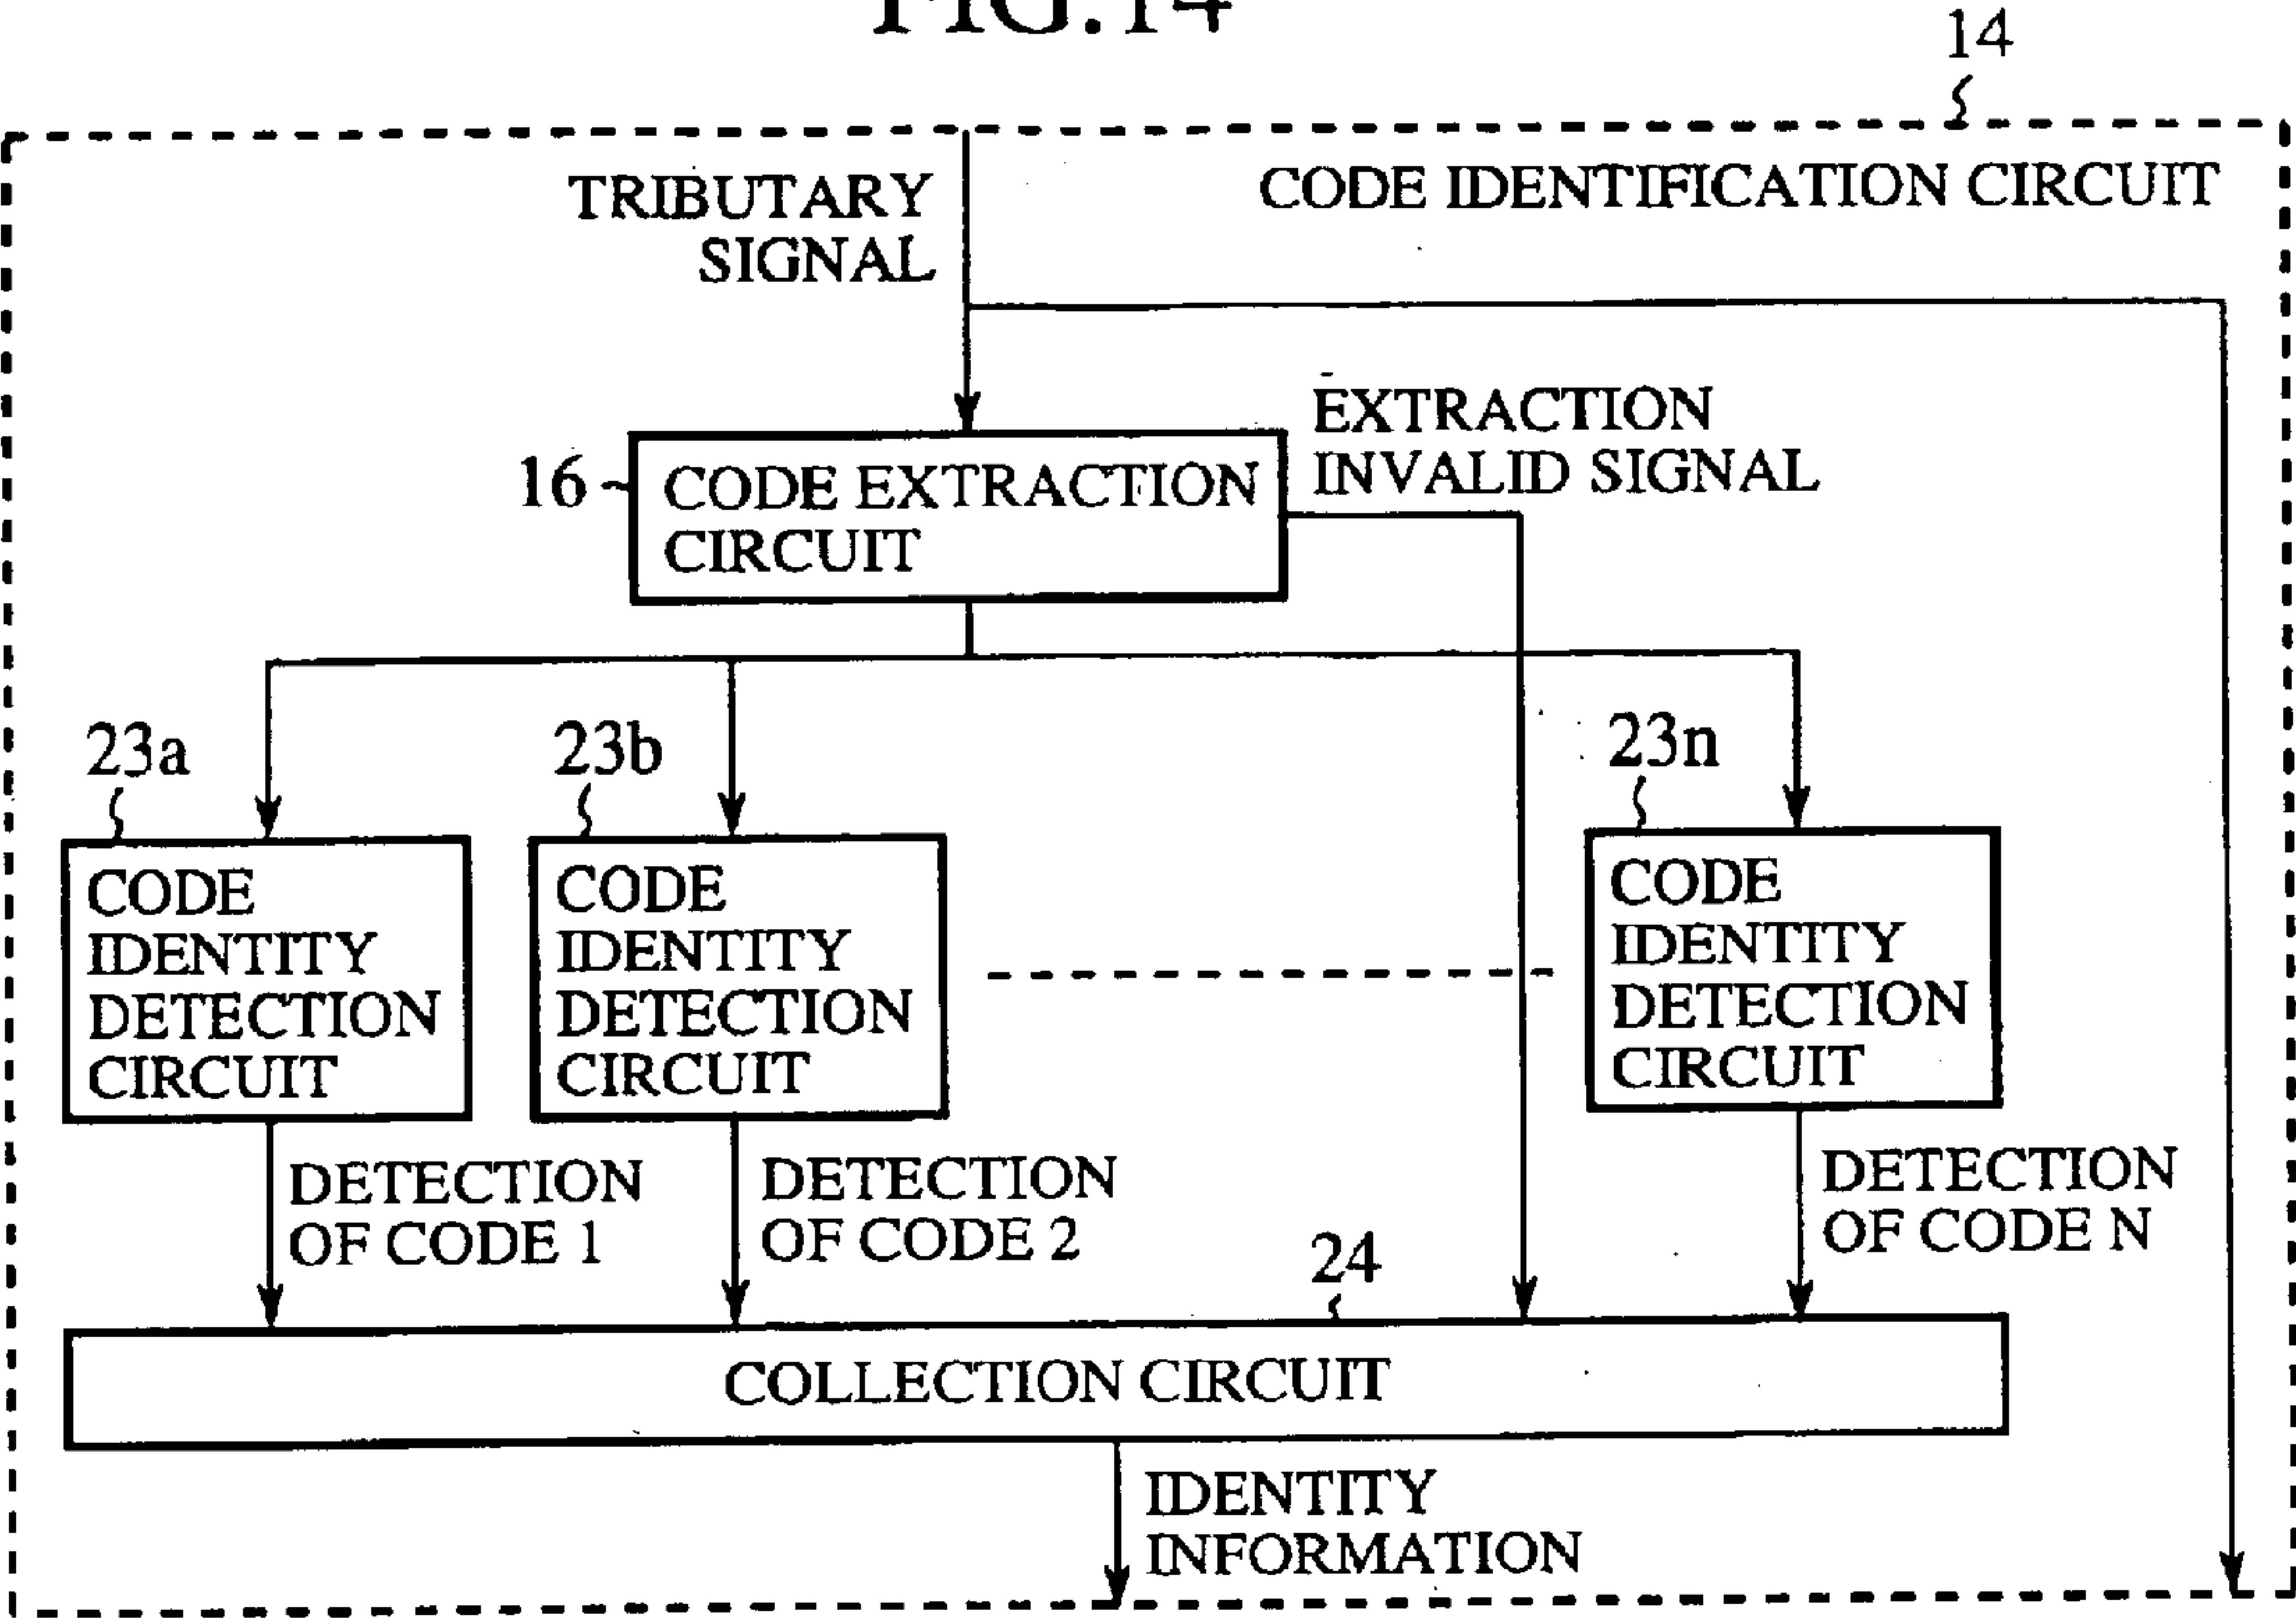 FIG.14
14
TRIBUTARY
SIGNAL
CODE IDENTIFICATION CIRCUIT
EXTRACTION
INVALID SIGNAL
16
CODE EXTRACTION
CIRCUIT
23a
23b
23n
CODE
IDENTITY
DETECTION
CIRCUIT
CODE
IDENTITY
DETECTION
CIRCUIT
CODE
IDENTITY
DETECTION
CIRCUIT
DETECTION
OF CODE 1
DETECTION
OF CODE 2
DETECTION
OF CODE N
24
COLLECTION CIRCUIT
IDENTITY
INFORMATION